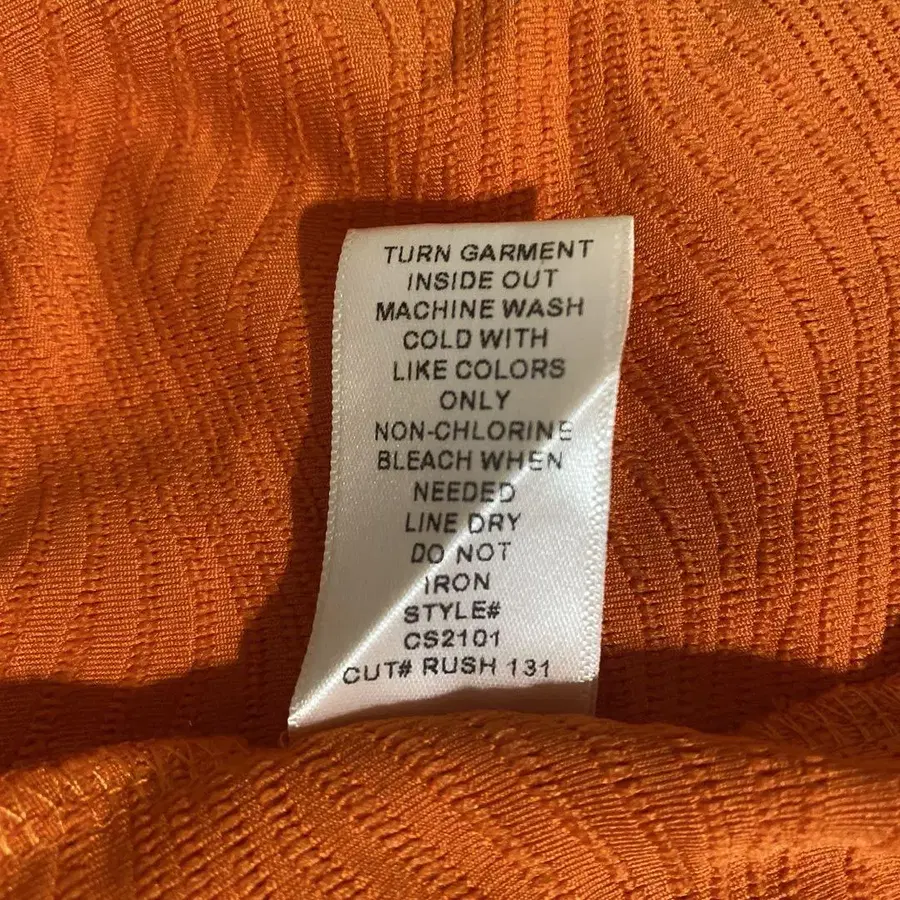 TURN GARMENT
INSIDE OUT
MACHINE WASH
COLD WITH
LIKE COLORS
ONLY
NON-CHLORINE
BLEACH WHEN
NEEDED
LINE DRY
DO NOT
IRON
STYLE#
CS2101
CUT# RUSH 131